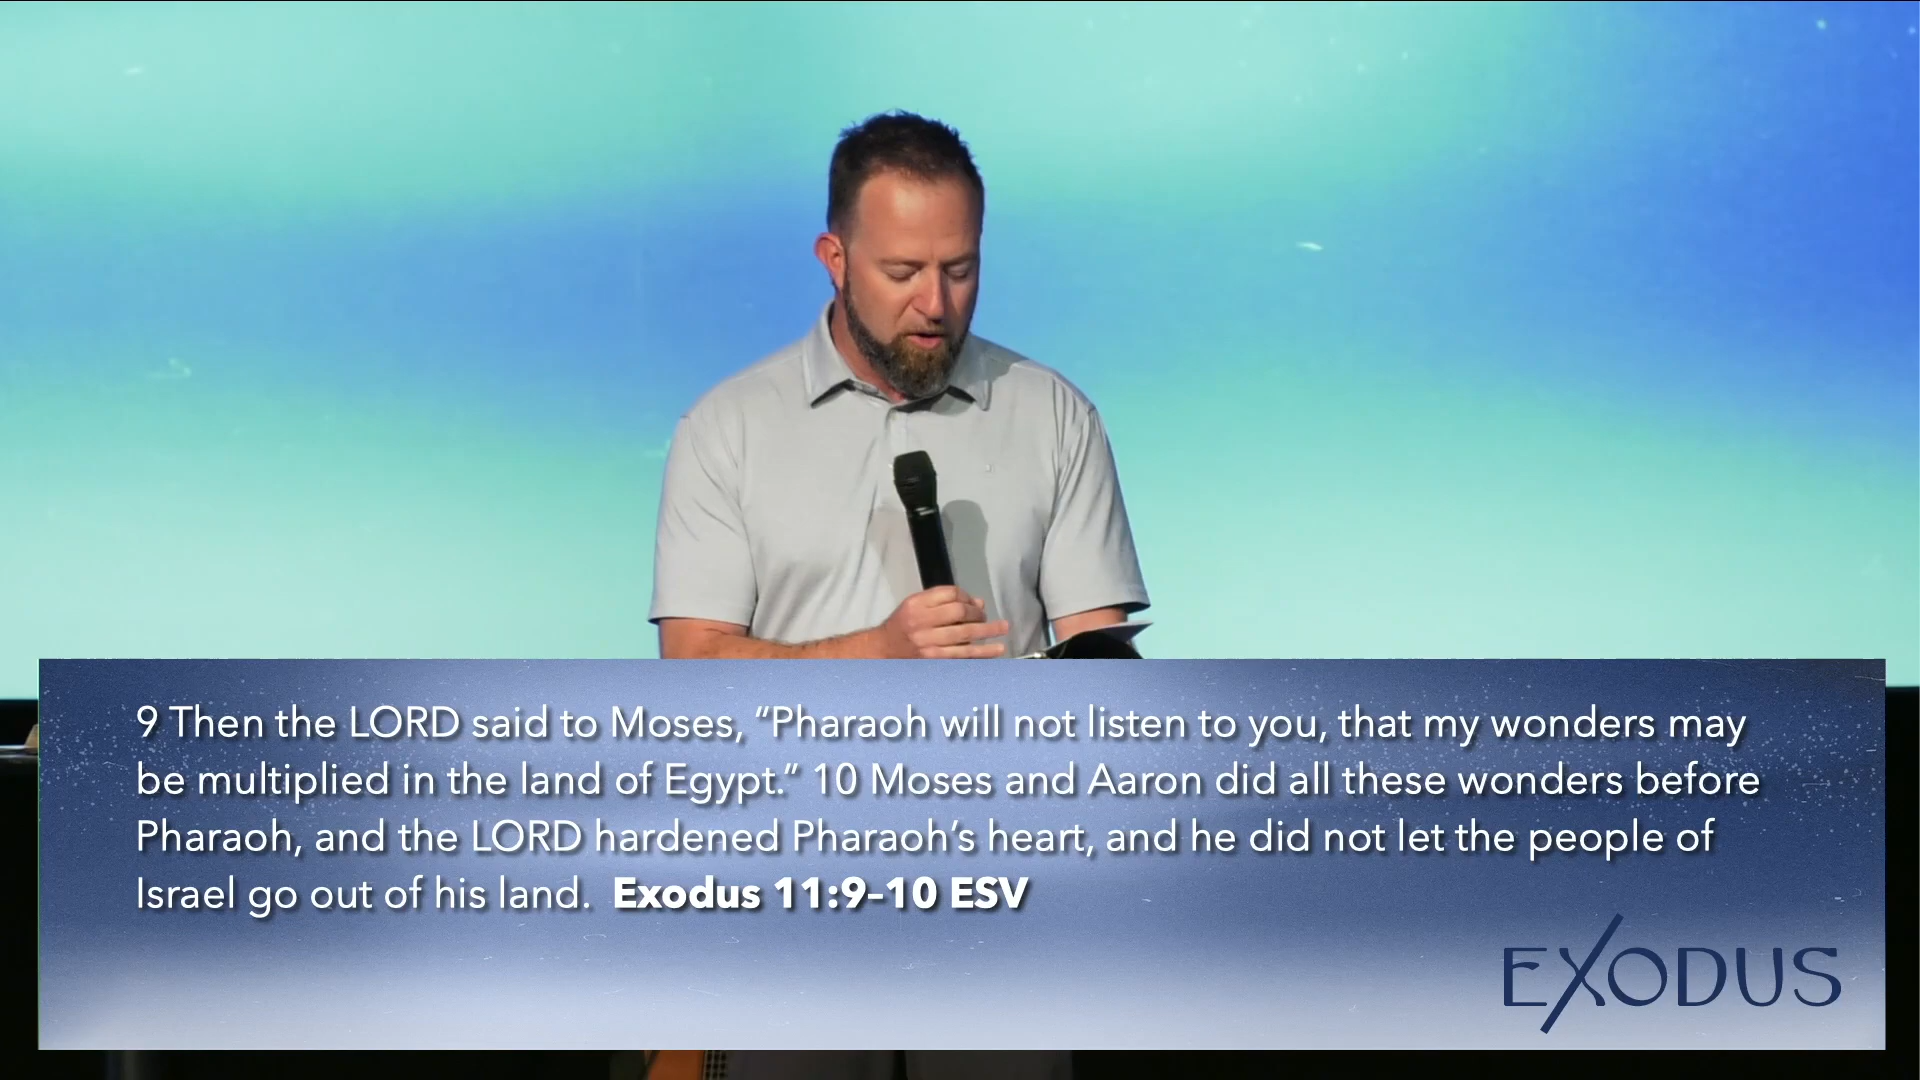 9 Then the LORD said to Moses, “Pharaoh will not listen to you, that my wonders may
be multiplied in the land of Egypt.” 10 Moses and Aaron did all these wonders before
Pharaoh, and the LORD hardened Pharaoh’s heart, and he did not let the people of
Israel go out of his land.  Exodus 11:9–10 ESV
EXODUS